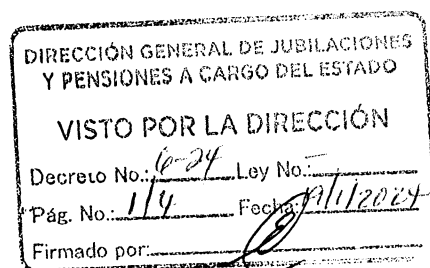 DIRECCIÓN GENERAL DE JUBILACIONES
Y PENSIONES A CARGO DEL ESTADO
VISTO POR LA DIRECCIÓN
Decreto No.: 6-24 Ley No.: -
Pág. No.: 1/4 Fecha: 9/1/2024
Firmado por: